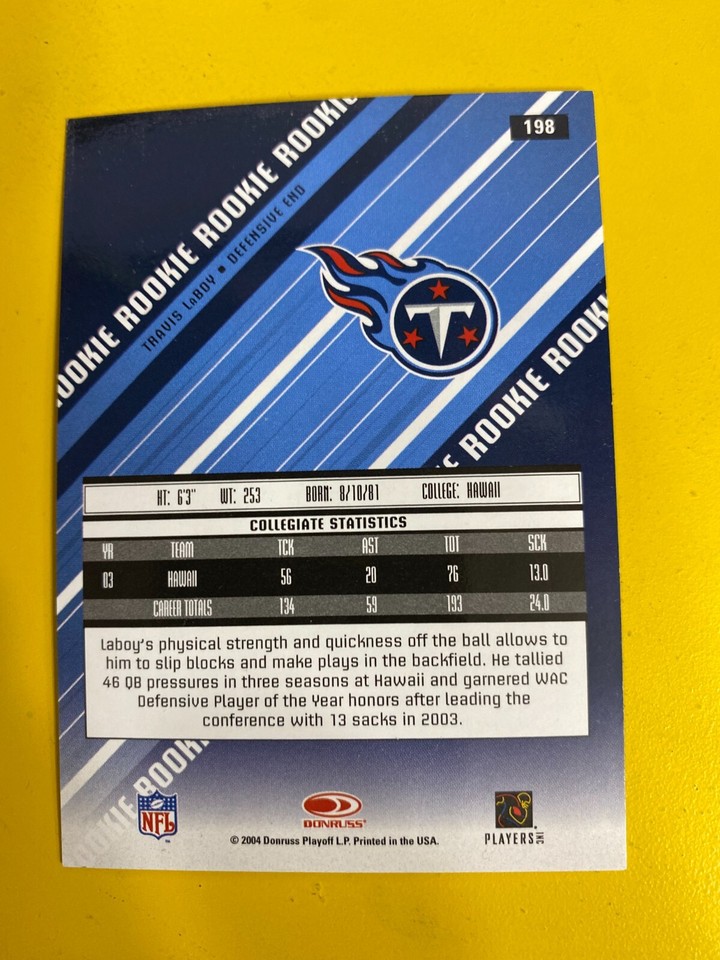 198
ROOKIE ROOKIE ROOKIE ROOKIE
TRAVIS LaBOY ■ DEFENSIVE END
T
ROOKIE ROOKI
HT: 6'3" WT: 253 BORN: 8/10/81 COLLEGE: HAWAII
COLLEGIATE STATISTICS
YR TEAM TCK AST TOT SCK
03 HAWAII 56 20 76 13.0
CAREER TOTALS 134 59 193 24.0
Laboy's physical strength and quickness off the ball allows to
him to slip blocks and make plays in the backfield. He tallied
46 QB pressures in three seasons at Hawaii and garnered WAC
Defensive Player of the Year honors after leading the
conference with 13 sacks in 2003.
ROOKIE ROOKI
NFL
DONRUSS
PLAYERS INC
© 2004 Donruss Playoff L.P. Printed in the USA.